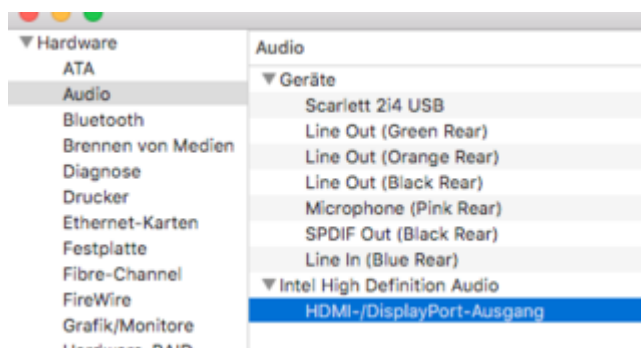 Hardware
ATA
Audio
Bluetooth
Brennen von Medien
Diagnose
Drucker
Ethernet-Karten
Festplatte
Fibre-Channel
FireWire
Grafik/Monitore
Hardware-RAID
Audio
Geräte
Scarlett 2i4 USB
Line Out (Green Rear)
Line Out (Orange Rear)
Line Out (Black Rear)
Microphone (Pink Rear)
SPDIF Out (Black Rear)
Line In (Blue Rear)
Intel High Definition Audio
HDMI-/DisplayPort-Ausgang